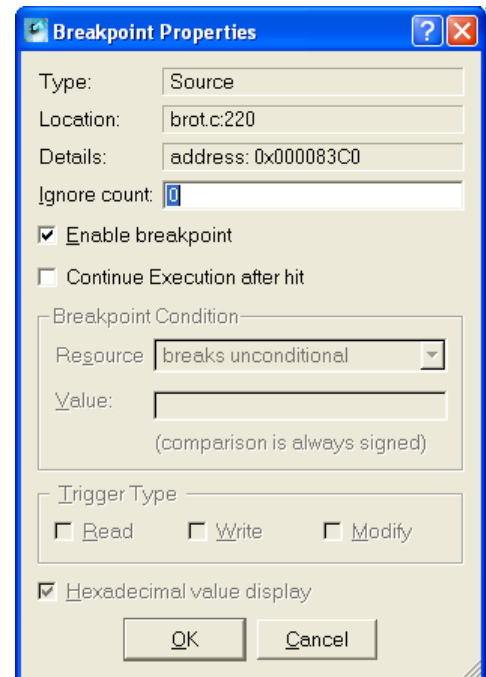 Breakpoint Properties
Type: Source
Location: brot.c:220
Details: address: 0x000083C0
Ignore count: 0
Enable breakpoint
Continue Execution after hit
Breakpoint Condition
Resource breaks unconditional
Value:
(comparison is always signed)
Trigger Type
Read Write Modify
Hexadecimal value display
OK Cancel